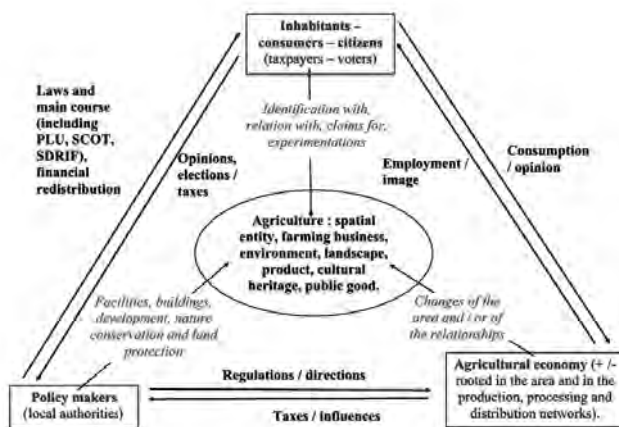 Inhabitants –
consumers – citizens
(taxpayers – voters)
Laws and
main course
(including
PLU, SCOT,
SDRIF),
financial
redistribution
Identification with,
relation with, claims for,
experimentations
Opinions,
elections /
taxes
Employment /
image
Consumption
/ opinion
Agriculture : spatial
entity, farming business,
environment, landscape,
product, cultural
heritage, public good.
Facilities, buildings,
development, nature
conservation and land
protection
Changes of the
area and / or of
the relationships
Policy makers
(local authorities)
Regulations / directions
Taxes / influences
Agricultural economy (+ /-
rooted in the area and in the
production, processing and
distribution networks).